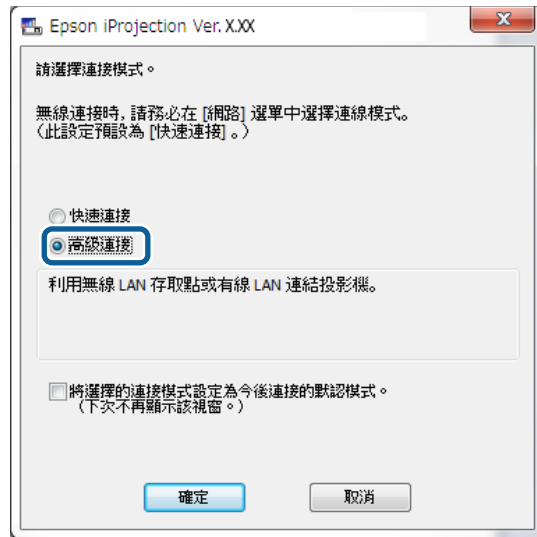 Epson iProjection Ver. X.XX
請選擇連接模式。
無線連接時, 請務必在 [網路] 選單中選擇連線模式。
(此設定預設為 [快速連接] 。)
快速連接
高級連接
利用無線 LAN 存取點或有線 LAN 連結投影機。
將選擇的連接模式設定為今後連接的默認模式。
(下次不再顯示該視窗。)
確定 取消